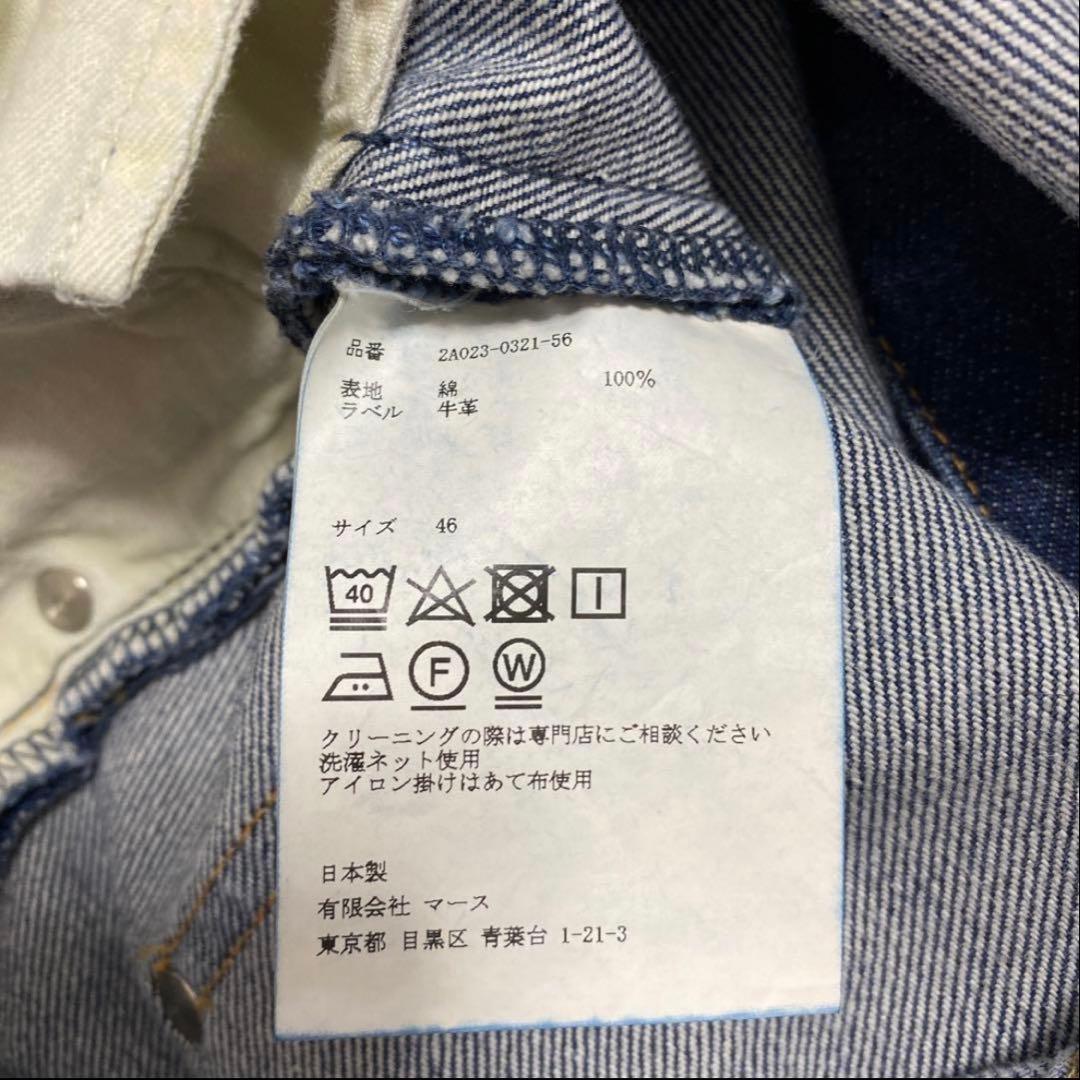 品番 2A023-0321-56
表地 綿 100%
ラベル 牛革
サイズ 46
40
F W
クリーニングの際は専門店にご相談ください
洗濯ネット使用
アイロン掛けはあて布使用
日本製
有限会社 マース
東京都 目黒区 青葉台 1-21-3